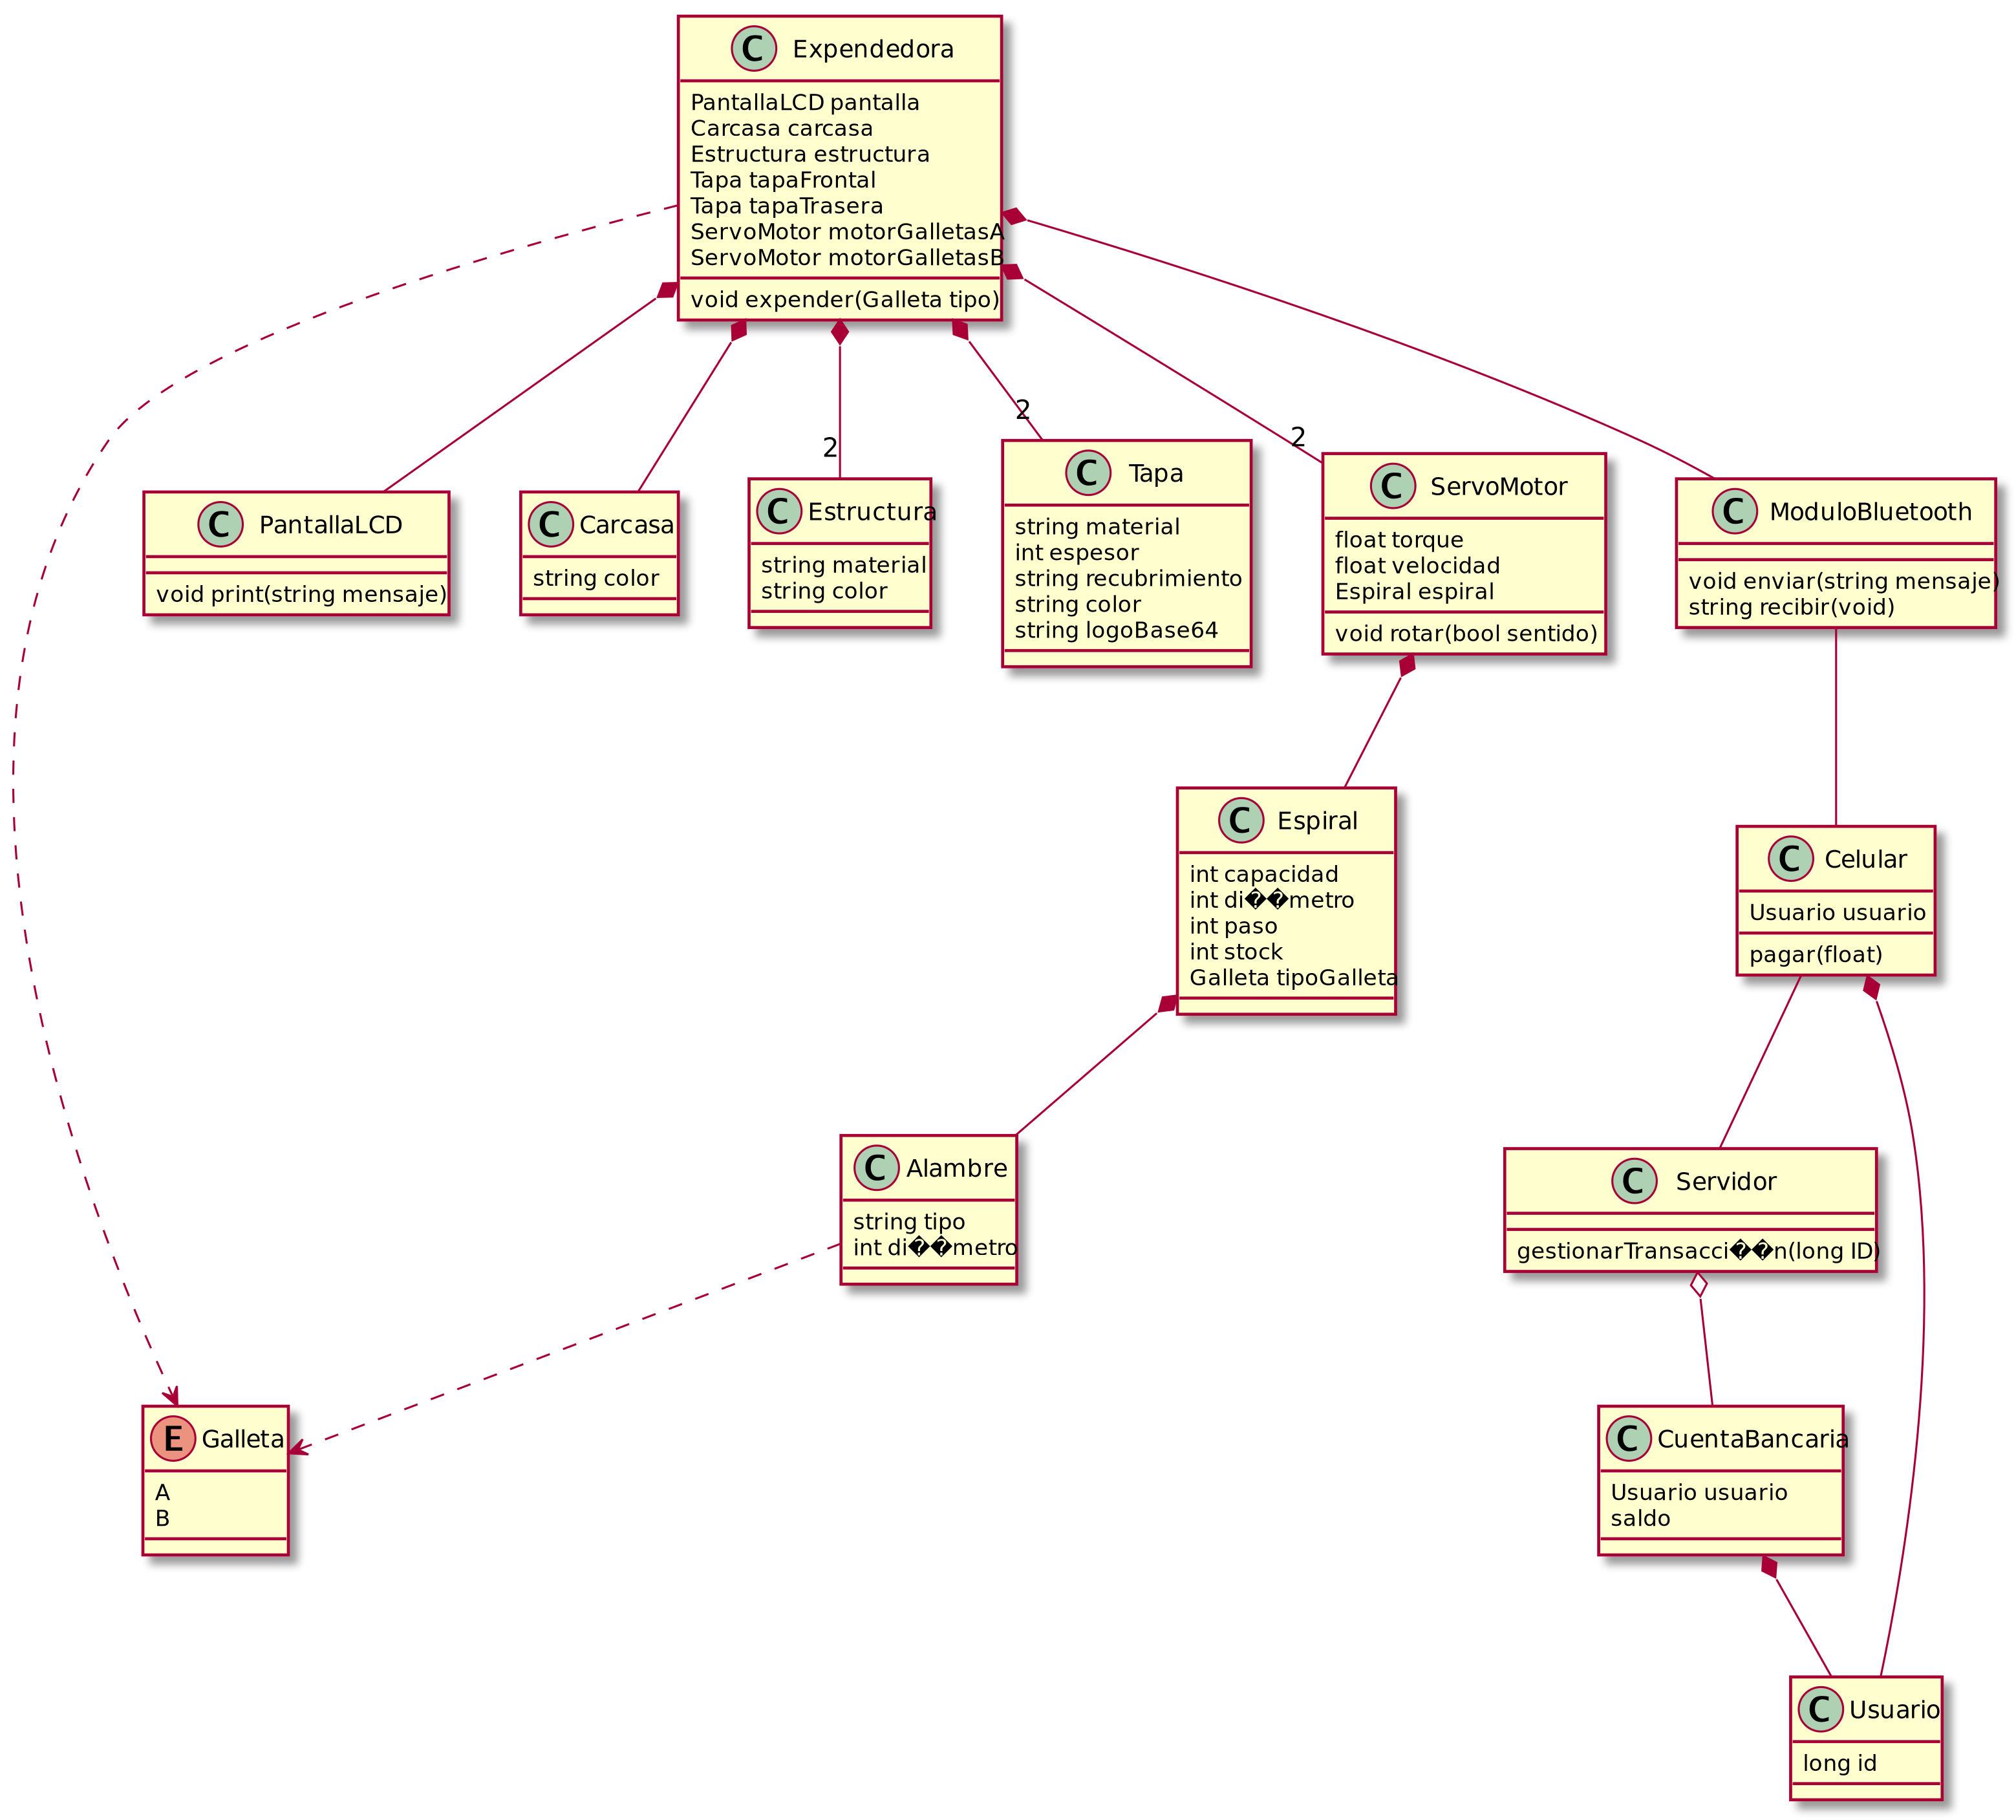 Expendedora
PantallaLCD pantalla
Carcasa carcasa
Estructura estructura
Tapa tapaFrontal
Tapa tapaTrasera
ServoMotor motorGalletasA
ServoMotor motorGalletasB
void expender(Galleta tipo)
2
2
2
PantallaLCD
void print(string mensaje)
Carcasa
string color
Estructura
string material
string color
Tapa
string material
int espesor
string recubrimiento
string color
string logoBase64
ServoMotor
float torque
float velocidad
Espiral espiral
void rotar(bool sentido)
ModuloBluetooth
void enviar(string mensaje)
string recibir(void)
Espiral
int capacidad
int di��metro
int paso
int stock
Galleta tipoGalleta
Celular
Usuario usuario
pagar(float)
Alambre
string tipo
int di��metro
Servidor
gestionarTransacci��n(long ID)
Galleta
A
B
CuentaBancaria
Usuario usuario
saldo
Usuario
long id
C
C
C
C
C
C
C
C
C
C
C
E
C
C